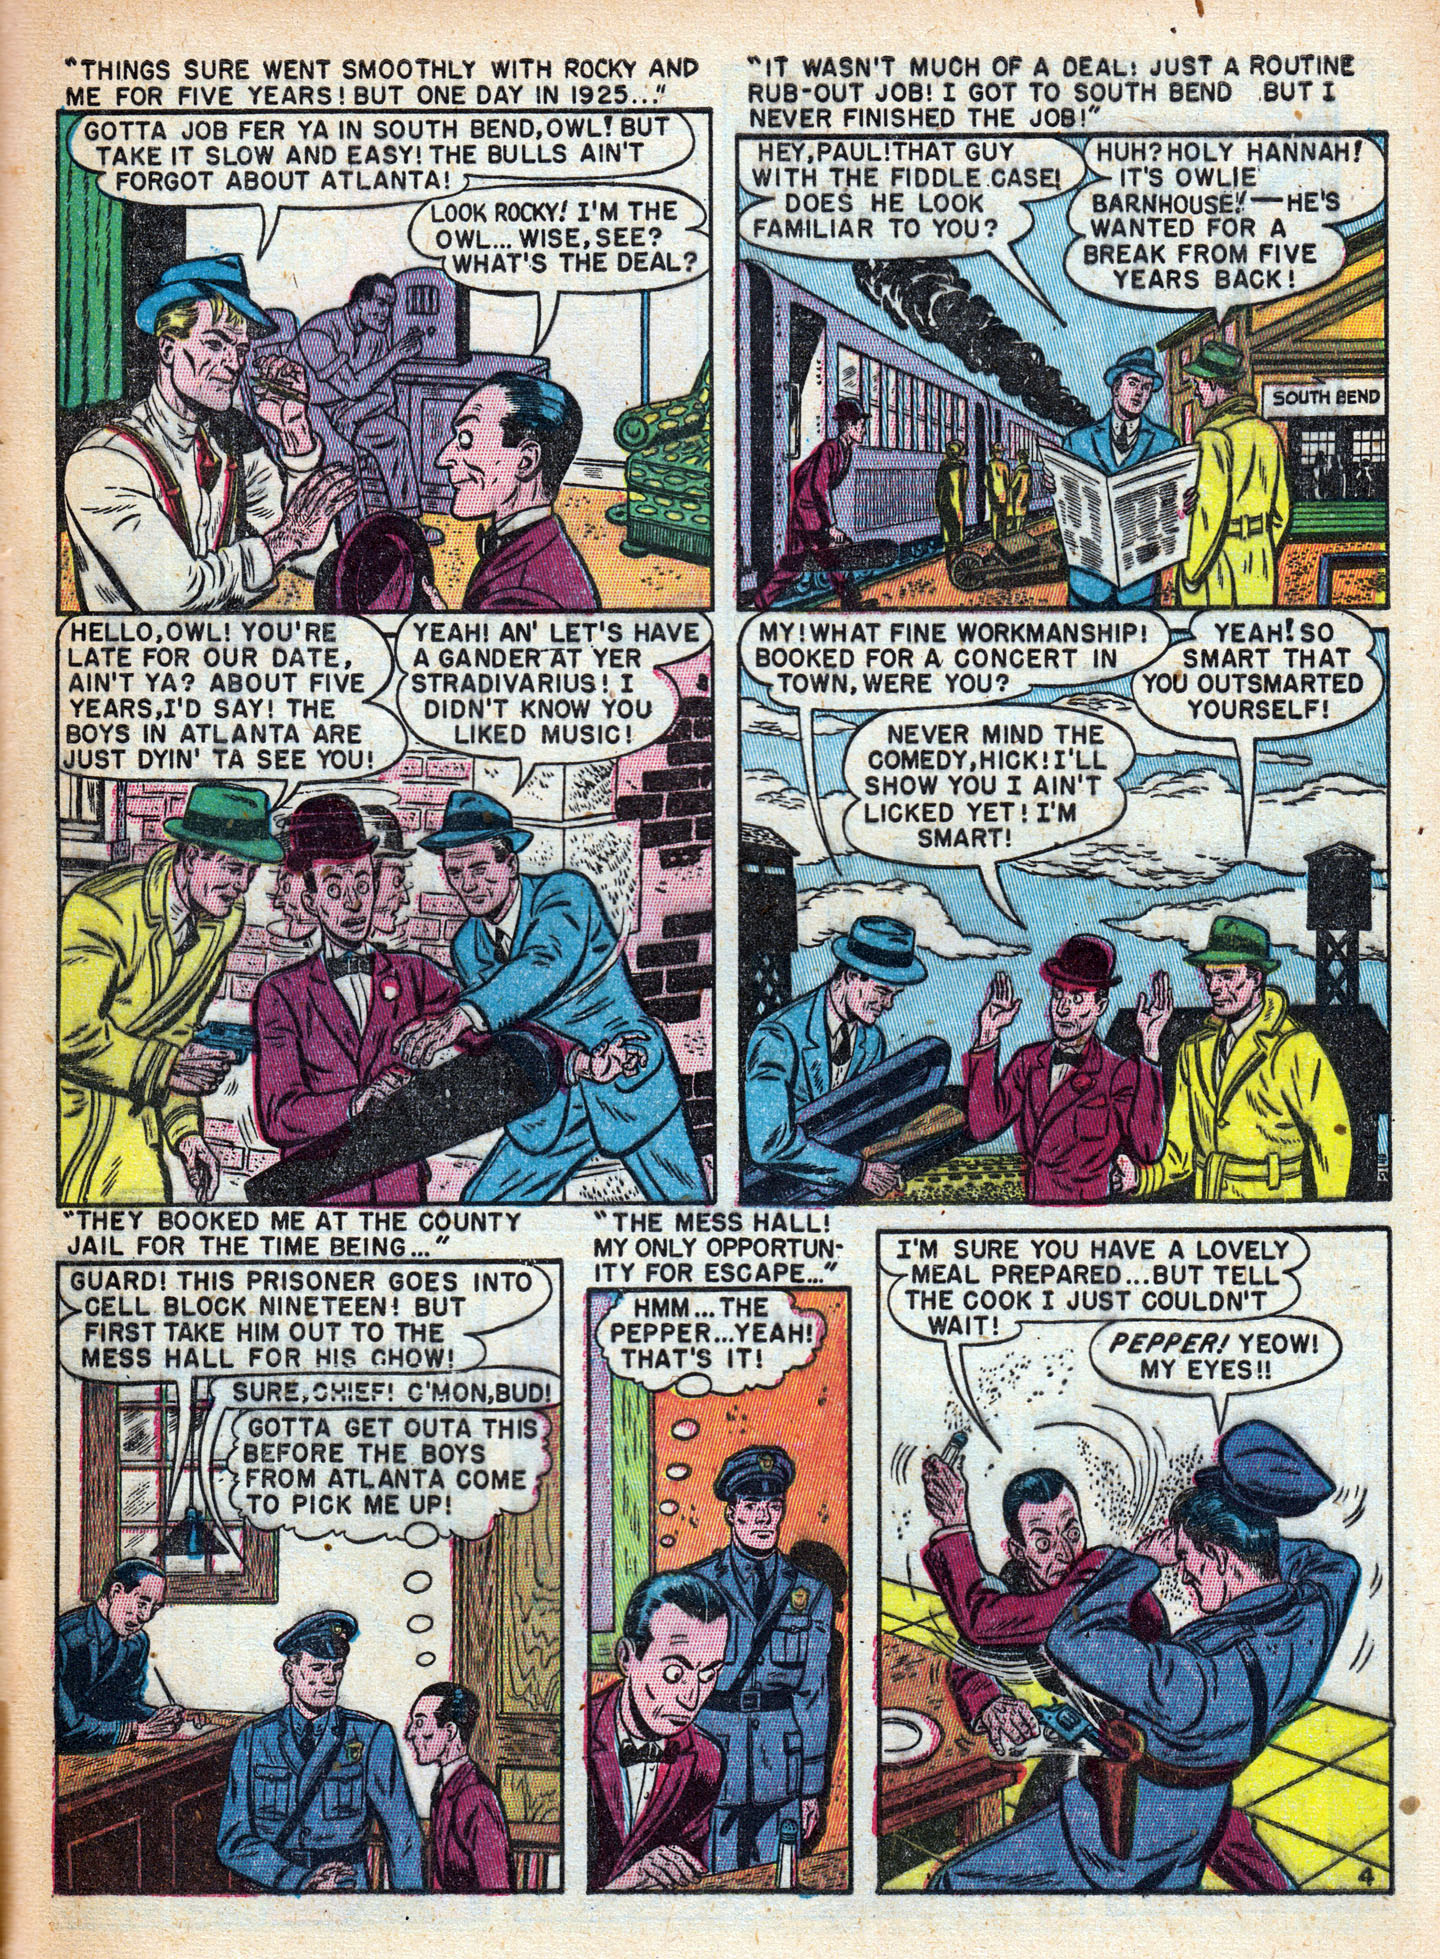 "THINGS SURE WENT SMOOTHLY WITH ROCKY AND
ME FOR FIVE YEARS! BUT ONE DAY IN 1925..."
GOTTA JOB FER YA IN SOUTH BEND, OWL! BUT
TAKE IT SLOW AND EASY! THE BULLS AIN'T
FORGOT ABOUT ATLANTA!
LOOK ROCKY! I'M THE
OWL... WISE, SEE?
WHAT'S THE DEAL?
"IT WASN'T MUCH OF A DEAL! JUST A ROUTINE
RUB-OUT JOB! I GOT TO SOUTH BEND BUT I
NEVER FINISHED THE JOB!"
HEY, PAUL! THAT GUY
WITH THE FIDDLE CASE!
DOES HE LOOK
FAMILIAR TO YOU?
HUH? HOLY HANNAH!
IT'S OWLIE
BARNHOUSE!! — HE'S
WANTED FOR A
BREAK FROM FIVE
YEARS BACK!
SOUTH BEND
HELLO, OWL! YOU'RE
LATE FOR OUR DATE,
AIN'T YA? ABOUT FIVE
YEARS, I'D SAY! THE
BOYS IN ATLANTA ARE
JUST DYIN' TA SEE YOU!
YEAH! AN' LET'S HAVE
A GANDER AT YER
STRADIVARIUS! I
DIDN'T KNOW YOU
LIKED MUSIC!
MY! WHAT FINE WORKMANSHIP!
BOOKED FOR A CONCERT IN
TOWN, WERE YOU?
NEVER MIND THE
COMEDY, HICK! I'LL
SHOW YOU I AIN'T
LICKED YET! I'M
SMART!
YEAH! SO
SMART THAT
YOU OUTSMARTED
YOURSELF!
"THEY BOOKED ME AT THE COUNTY
JAIL FOR THE TIME BEING..."
GUARD! THIS PRISONER GOES INTO
CELL BLOCK NINETEEN! BUT
FIRST TAKE HIM OUT TO THE
MESS HALL FOR HIS CHOW!
SURE, CHIEF! C'MON, BUD!
GOTTA GET OUTA THIS
BEFORE THE BOYS
FROM ATLANTA COME
TO PICK ME UP!
"THE MESS HALL!
MY ONLY OPPORTUN-
ITY FOR ESCAPE..."
HMM... THE
PEPPER... YEAH!
THAT'S IT!
I'M SURE YOU HAVE A LOVELY
MEAL PREPARED... BUT TELL
THE COOK I JUST COULDN'T
WAIT!
PEPPER! YEOW!
MY EYES!!
4